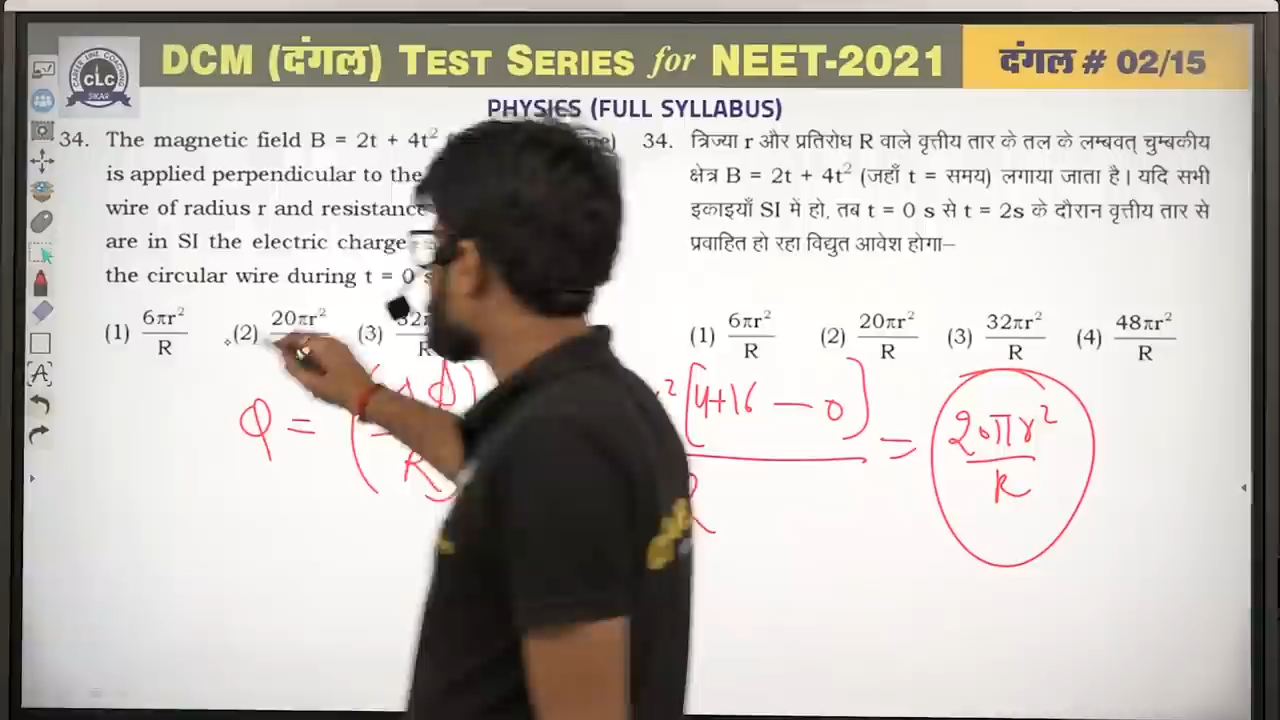 DCM (दंगल) TEST SERIES for NEET-2021
दंगल # 02/15
CLC
SIKAR
PHYSICS (FULL SYLLABUS)
34. The magnetic field B = 2t + 4t²
is applied perpendicular to the
wire of radius r and resistance
are in SI the electric charge
the circular wire during t = 0 s
(1) 6πr²/R (2) 20πr² (3) 32π
34. त्रिज्या r और प्रतिरोध R वाले वृत्तीय तार के तल के लम्बवत् चुम्बकीय
क्षेत्र B = 2t + 4t² (जहाँ t = समय) लगाया जाता है। यदि सभी
इकाइयाँ SI में हो, तब t = 0 s से t = 2s के दौरान वृत्तीय तार से
प्रवाहित हो रहा विद्युत आवेश होगा–
(1) 6πr²/R (2) 20πr²/R (3) 32πr²/R (4) 48πr²/R
[4+16 – 0] = 20πr²/R